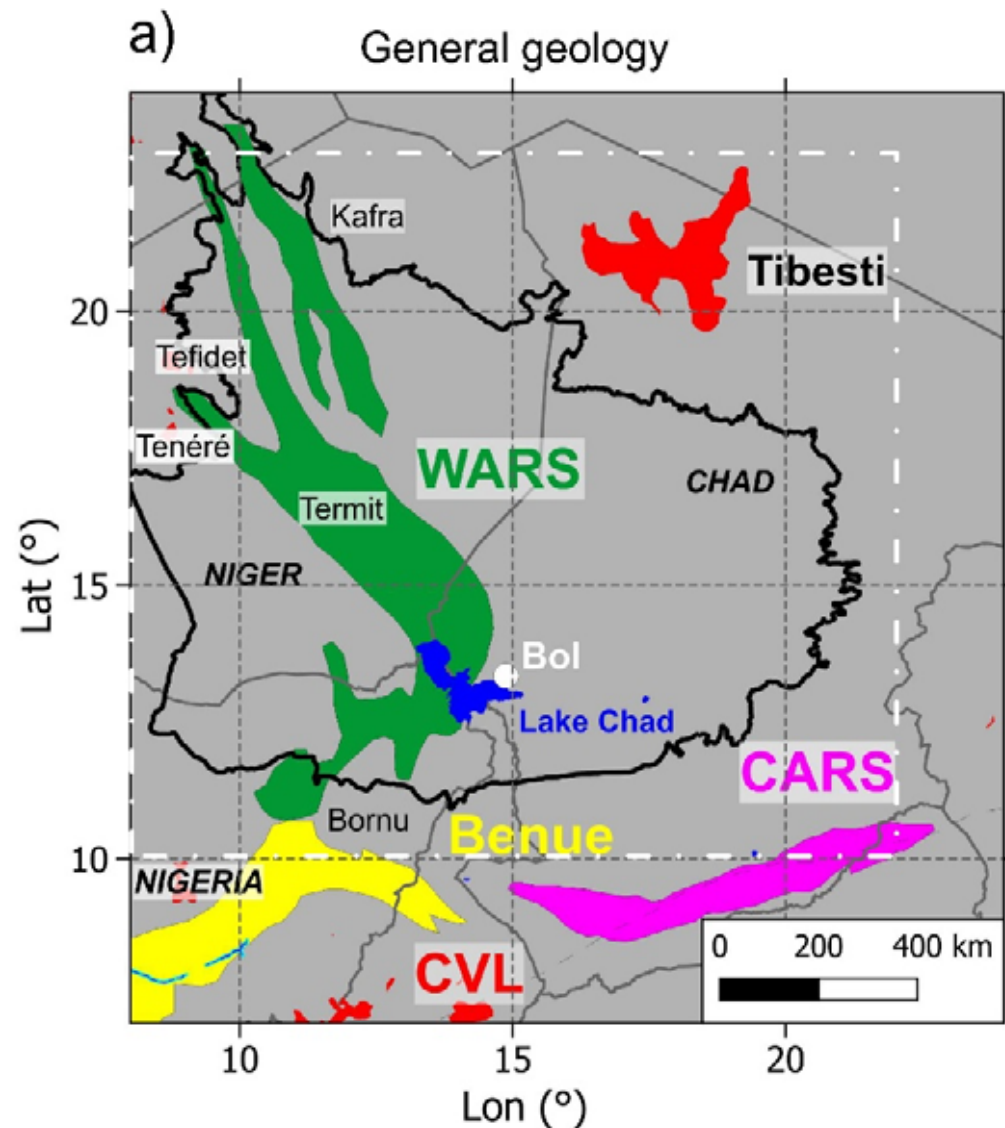 a)
General geology
Kafra
Tibesti
20
Tefidet
Tenéré
WARS
CHAD
Termit
Lat (°)
15
NIGER
Bol
Lake Chad
CARS
Bornu
Benue
10
NIGERIA
CVL
0 200 400 km
10 15 20
Lon (°)